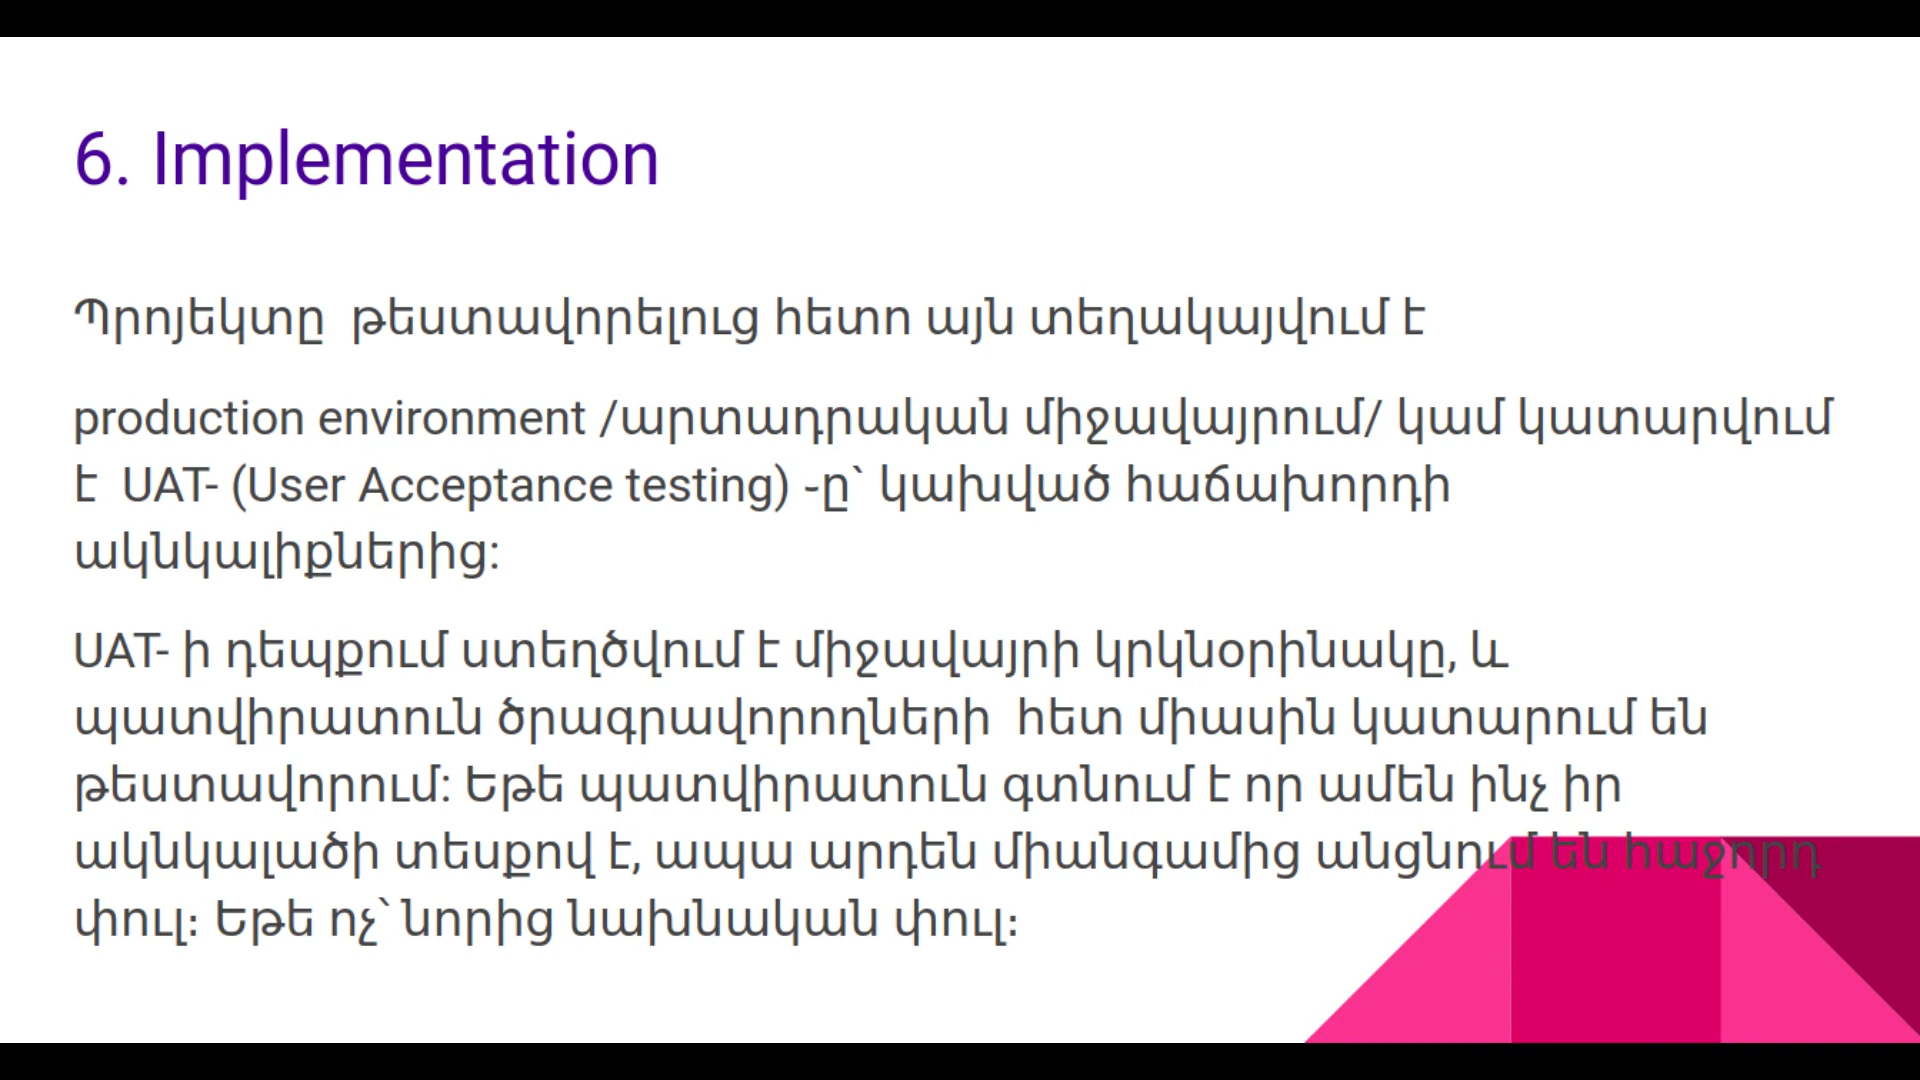 6. Implementation
Պրոյեկտը  թեստավորելուց հետո այն տեղակայվում է
production environment /արտադրական միջավայրում/ կամ կատարվում
է  UAT- (User Acceptance testing) -ը՝ կախված հաճախորդի
ակնկալիքներից:
UAT- ի դեպքում ստեղծվում է միջավայրի կրկնօրինակը, և
պատվիրատուն ծրագրավորողների  հետ միասին կատարում են
թեստավորում: Եթե պատվիրատուն գտնում է որ ամեն ինչ իր
ակնկալածի տեսքով է, ապա արդեն միանգամից անցնում են հաջորդ
փուլ։ Եթե ոչ՝ նորից նախնական փուլ։